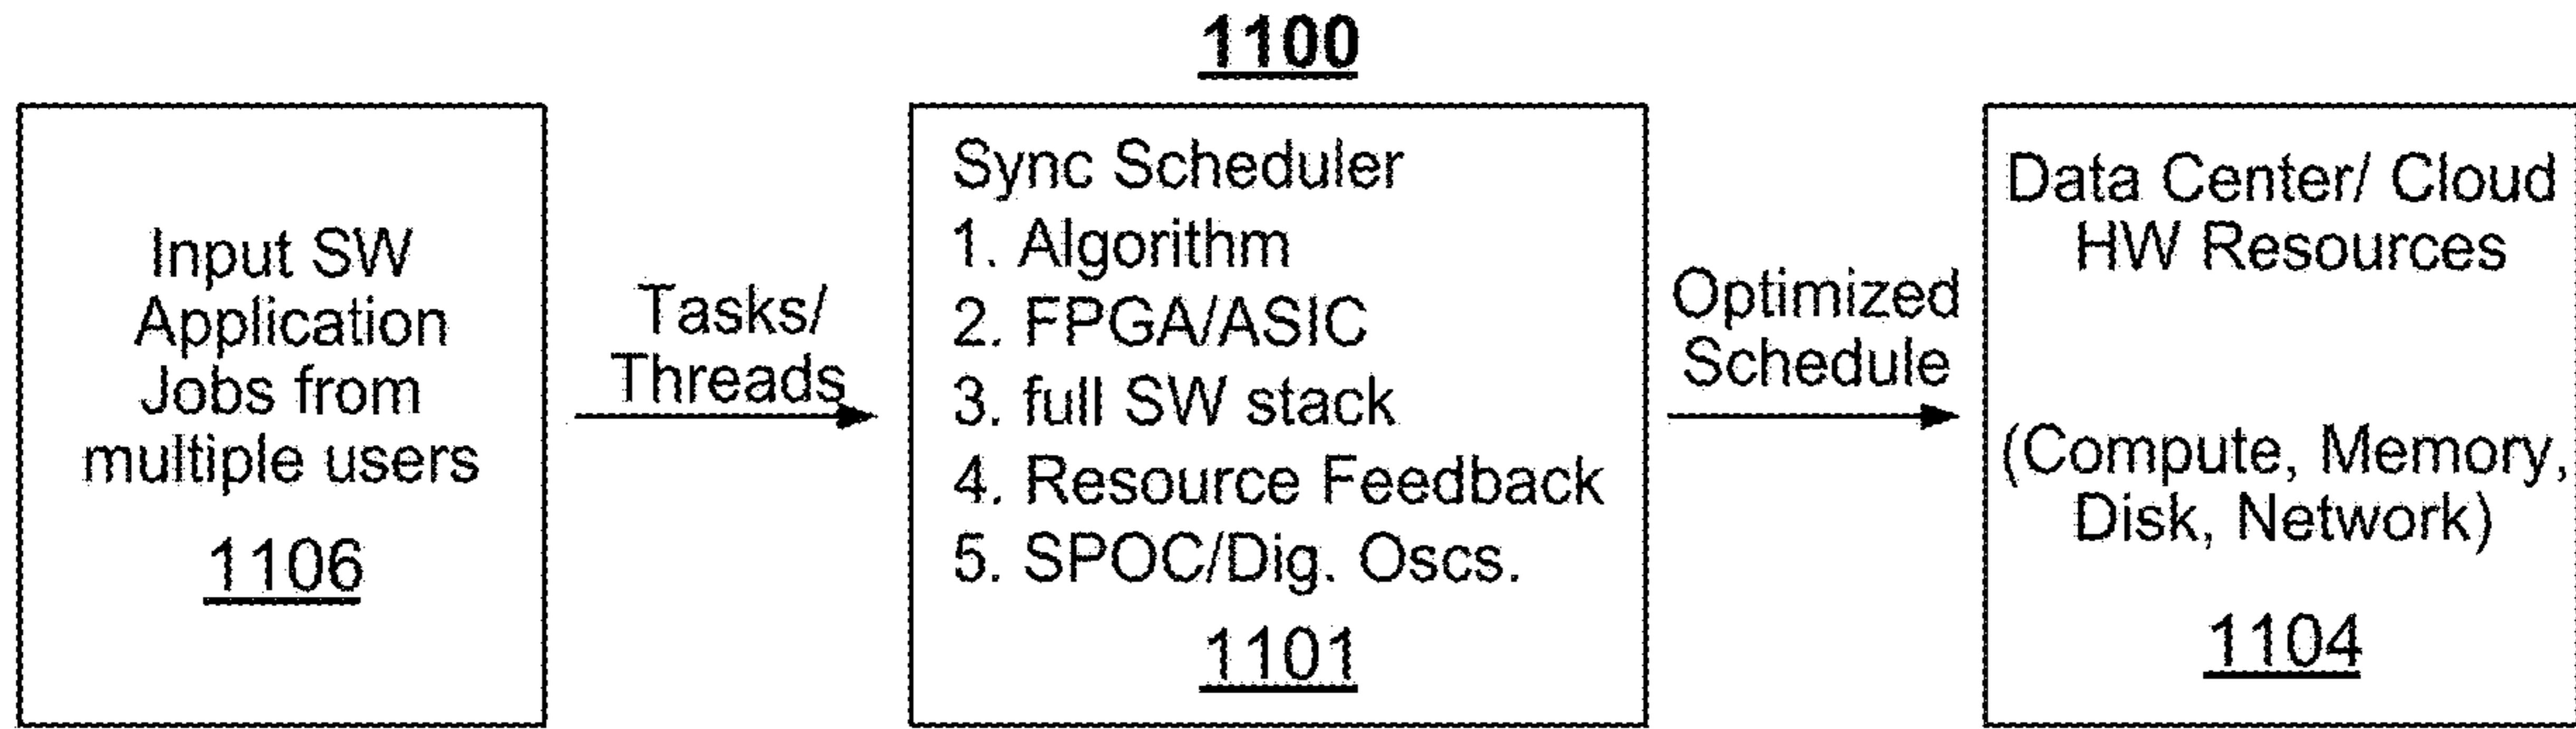 1100
Input SW
Application
Jobs from
multiple users
1106
Tasks/
Threads
Sync Scheduler
1. Algorithm
2. FPGA/ASIC
3. full SW stack
4. Resource Feedback
5. SPOC/Dig. Oscs.
1101
Optimized
Schedule
Data Center/ Cloud
HW Resources
(Compute, Memory,
Disk, Network)
1104